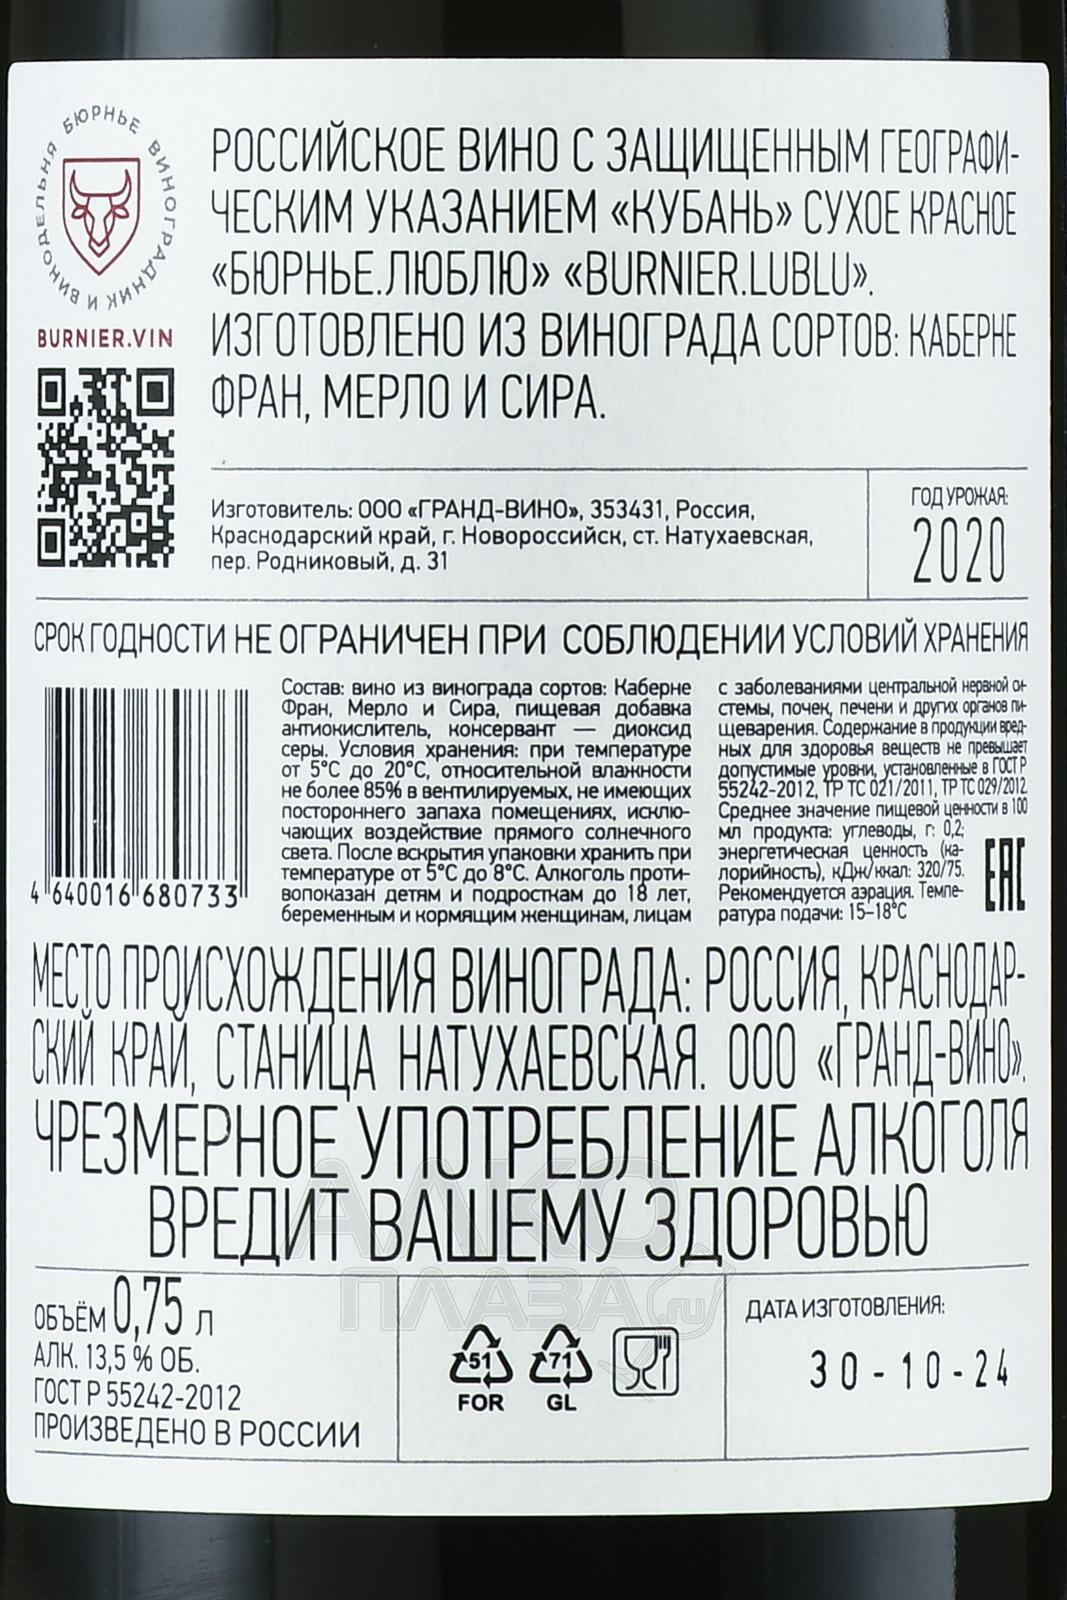 ВИНОДЕЛЬНЯ БЮРНЬЕ ВИНОГРАДНИК И
BURNIER.VIN
РОССИЙСКОЕ ВИНО С ЗАЩИЩЕННЫМ ГЕОГРАФИ-
ЧЕСКИМ УКАЗАНИЕМ «КУБАНЬ» СУХОЕ КРАСНОЕ
«БЮРНЬЕ.ЛЮБЛЮ» «BURNIER.LUBLU».
ИЗГОТОВЛЕНО ИЗ ВИНОГРАДА СОРТОВ: КАБЕРНЕ
ФРАН, МЕРЛО И СИРА.
Изготовитель: ООО «ГРАНД-ВИНО», 353431, Россия,
Краснодарский край, г. Новороссийск, ст. Натухаевская,
пер. Родниковый, д. 31
ГОД УРОЖАЯ:
2020
СРОК ГОДНОСТИ НЕ ОГРАНИЧЕН ПРИ СОБЛЮДЕНИИ УСЛОВИЙ ХРАНЕНИЯ
4 640016 680733
Состав: вино из винограда сортов: Каберне
Фран, Мерло и Сира, пищевая добавка
антиокислитель, консервант — диоксид
серы. Условия хранения: при температуре
от 5°С до 20°С, относительной влажности
не более 85% в вентилируемых, не имеющих
постороннего запаха помещениях, исклю-
чающих воздействие прямого солнечного
света. После вскрытия упаковки хранить при
температуре от 5°С до 8°С. Алкоголь проти-
вопоказан детям и подросткам до 18 лет,
беременным и кормящим женщинам, лицам
с заболеваниями центральной нервной си-
стемы, почек, печени и других органов пи-
щеварения. Содержание в продукции вред-
ных для здоровья веществ не превышает
допустимые уровни, установленные в ГОСТ Р
55242-2012, ТР ТС 021/2011, ТР ТС 029/2012.
Среднее значение пищевой ценности в 100
мл продукта: углеводы, г: 0,2;
энергетическая ценность (ка-
лорийность), кДж/ккал: 320/75.
Рекомендуется аэрация. Темпе-
ратура подачи: 15–18°С
ЕАС
МЕСТО ПРОИСХОЖДЕНИЯ ВИНОГРАДА: РОССИЯ, КРАСНОДАР-
СКИЙ КРАЙ, СТАНИЦА НАТУХАЕВСКАЯ. ООО «ГРАНД-ВИНО».
ЧРЕЗМЕРНОЕ УПОТРЕБЛЕНИЕ АЛКОГОЛЯ
ВРЕДИТ ВАШЕМУ ЗДОРОВЬЮ
АЛКО
ПЛАЗА.ru
ОБЪЁМ 0,75 л
АЛК. 13,5 % ОБ.
ГОСТ Р 55242-2012
ПРОИЗВЕДЕНО В РОССИИ
51 71
FOR GL
ДАТА ИЗГОТОВЛЕНИЯ:
30-10-24